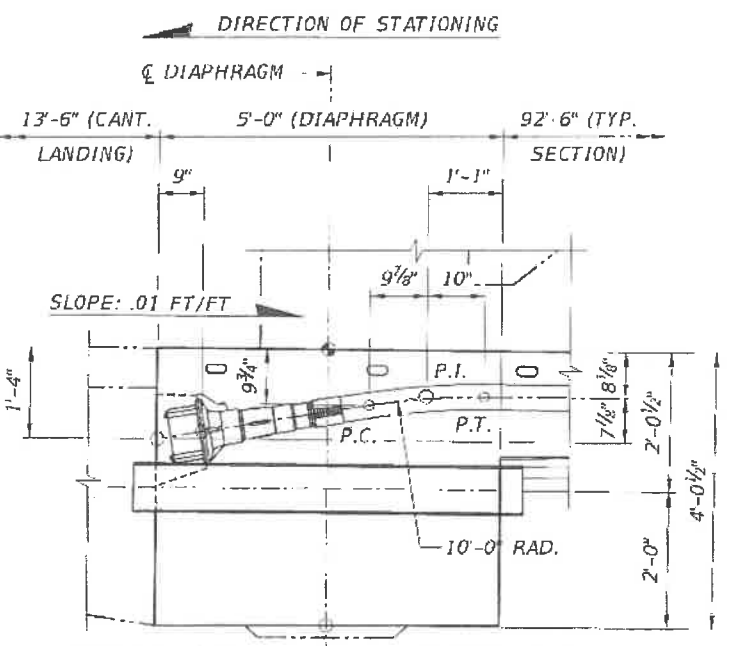 DIRECTION OF STATIONING
℄ DIAPHRAGM
13'-6" (CANT. LANDING)
5'-0" (DIAPHRAGM)
92'-6" (TYP. SECTION)
9"
1'-1"
9⅞"
10"
SLOPE: .01 FT/FT
1'-4"
9¾"
P.I.
8⅛"
P.C.
P.T.
7⅛"
2'-0½"
4'-0½"
10'-0" RAD.
2'-0"